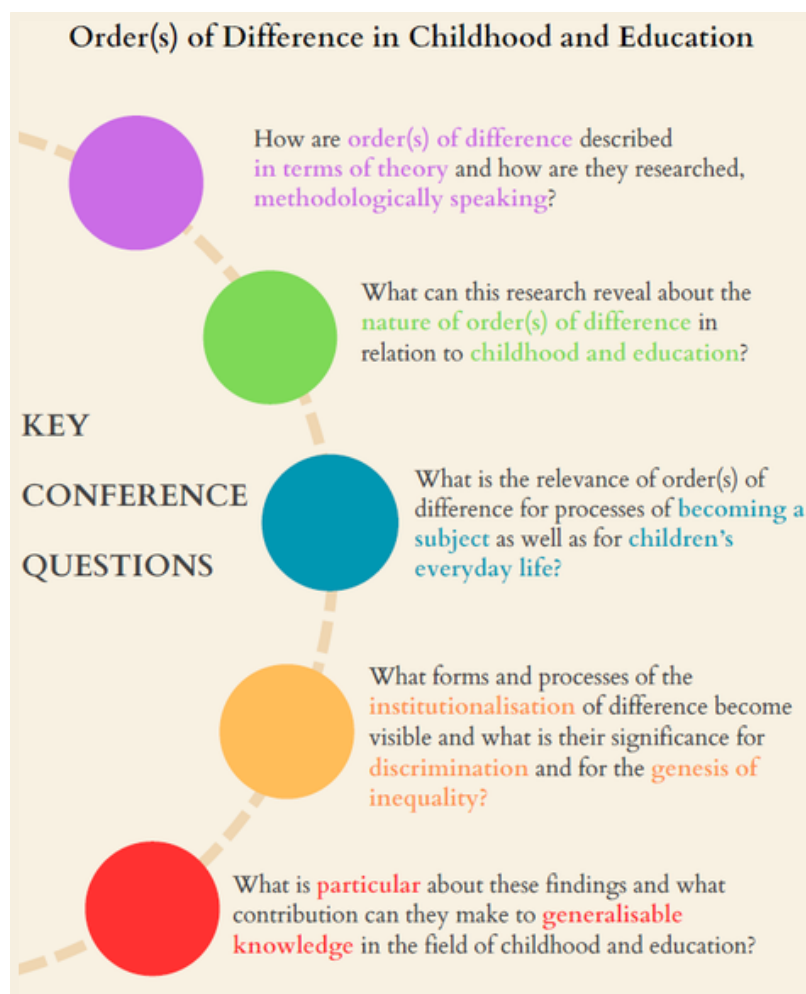 Order(s) of Difference in Childhood and Education
How are order(s) of difference described
in terms of theory and how are they researched,
methodologically speaking?
What can this research reveal about the
nature of order(s) of difference in
relation to childhood and education?
KEY
CONFERENCE
QUESTIONS
What is the relevance of order(s) of
difference for processes of becoming a
subject as well as for children's
everyday life?
What forms and processes of the
institutionalisation of difference become
visible and what is their significance for
discrimination and for the genesis of
inequality?
What is particular about these findings and what
contribution can they make to generalisable
knowledge in the field of childhood and education?